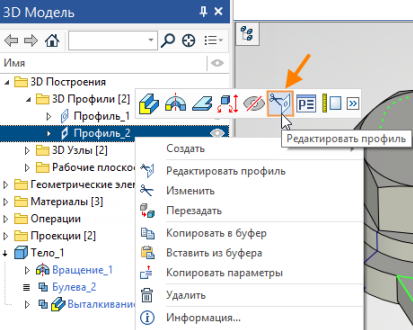 3D Модель
Имя
3D Построения
3D Профили [2]
Профиль_1
Профиль_2
3D Узлы [2]
Рабочие плоско
Геометрические эле
Материалы [3]
Операции
Проекции [2]
Тело_1
Вращение_1
Булева_2
Выталкивани
Редактировать профиль
Создать
Редактировать профиль
Изменить
Перезадать
Копировать в буфер
Вставить из буфера
Копировать параметры
Удалить
Информация...